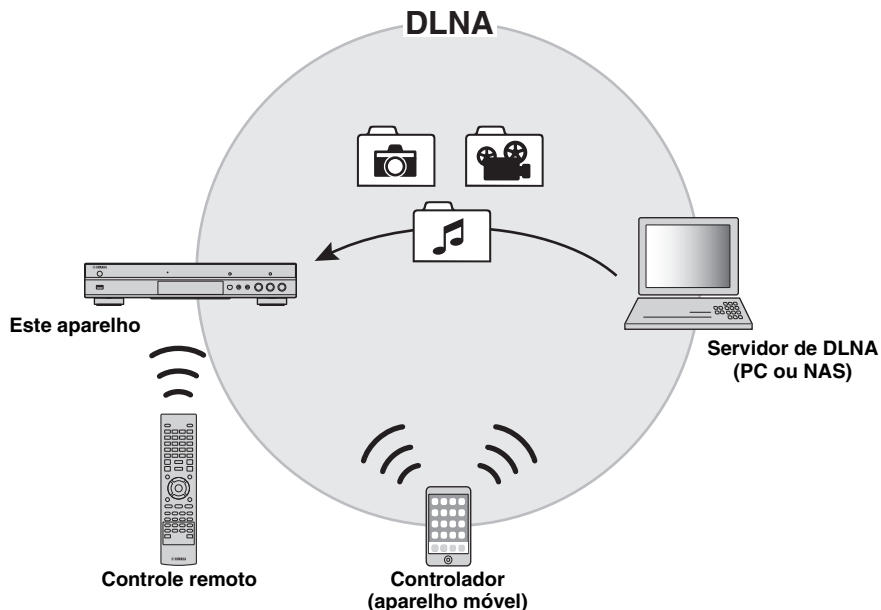 DLNA
Este aparelho
Servidor de DLNA
(PC ou NAS)
Controle remoto
Controlador
(aparelho móvel)